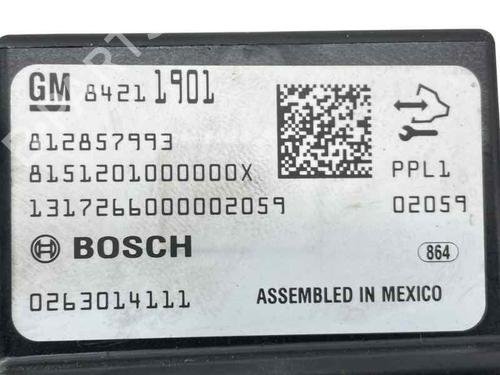 GM 84211901
812857993
8151201000000X PPL1
1317266000002059 02059
BOSCH 864
0263014111 ASSEMBLED IN MEXICO